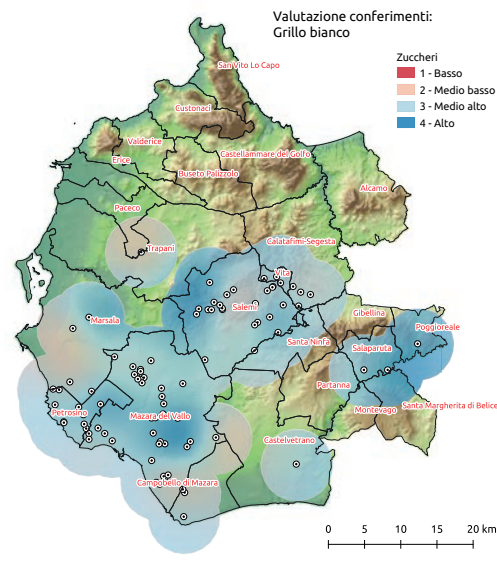 Valutazione conferimenti:
Grillo bianco
Zuccheri
1 - Basso
2 - Medio basso
3 - Medio alto
4 - Alto
San Vito Lo Capo
Custonaci
Valderice
Erice
Castellammare del Golfo
Buseto Palizzolo
Alcamo
Paceco
Trapani
Calatafimi-Segesta
Vita
Salemi
Marsala
Gibellina
Poggioreale
Santa Ninfa
Salaparuta
Partanna
Petrosino
Mazara del Vallo
Montevago
Santa Margherita di Belice
Castelvetrano
Campobello di Mazara
0 5 10 15 20 km